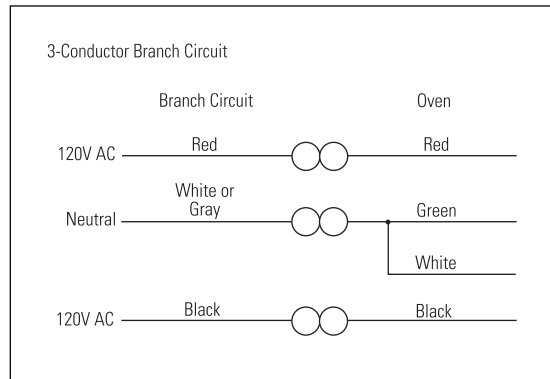 3-Conductor Branch Circuit
Branch Circuit
Oven
120V AC
Red
Red
Neutral
White or
Gray
Green
White
120V AC
Black
Black